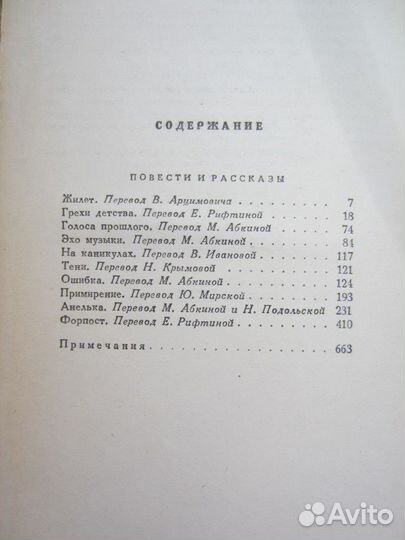 СОДЕРЖАНИЕ
ПОВЕСТИ И РАССКАЗЫ
Жилет. Перевод В. Арцимовича . . . . . . . . . . 7
Грехи детства. Перевод Е. Рифтиной . . . . . . . . 18
Голоса прошлого. Перевод М. Абкиной . . . . . . . 74
Эхо музыки. Перевод М. Абкиной . . . . . . . . . 84
На каникулах. Перевод В. Ивановой . . . . . . . . 117
Тени. Перевод Н. Крымовой . . . . . . . . . . . 121
Ошибка. Перевод М. Абкиной . . . . . . . . . . 124
Примирение. Перевод Ю. Мирской . . . . . . . . 193
Анелька. Перевод М. Абкиной и Н. Подольской 231
Форпост. Перевод Е. Рифтиной . . . . . . . . . . 410
Примечания . . . . . . . . . . . . . . . . . 663
Avito